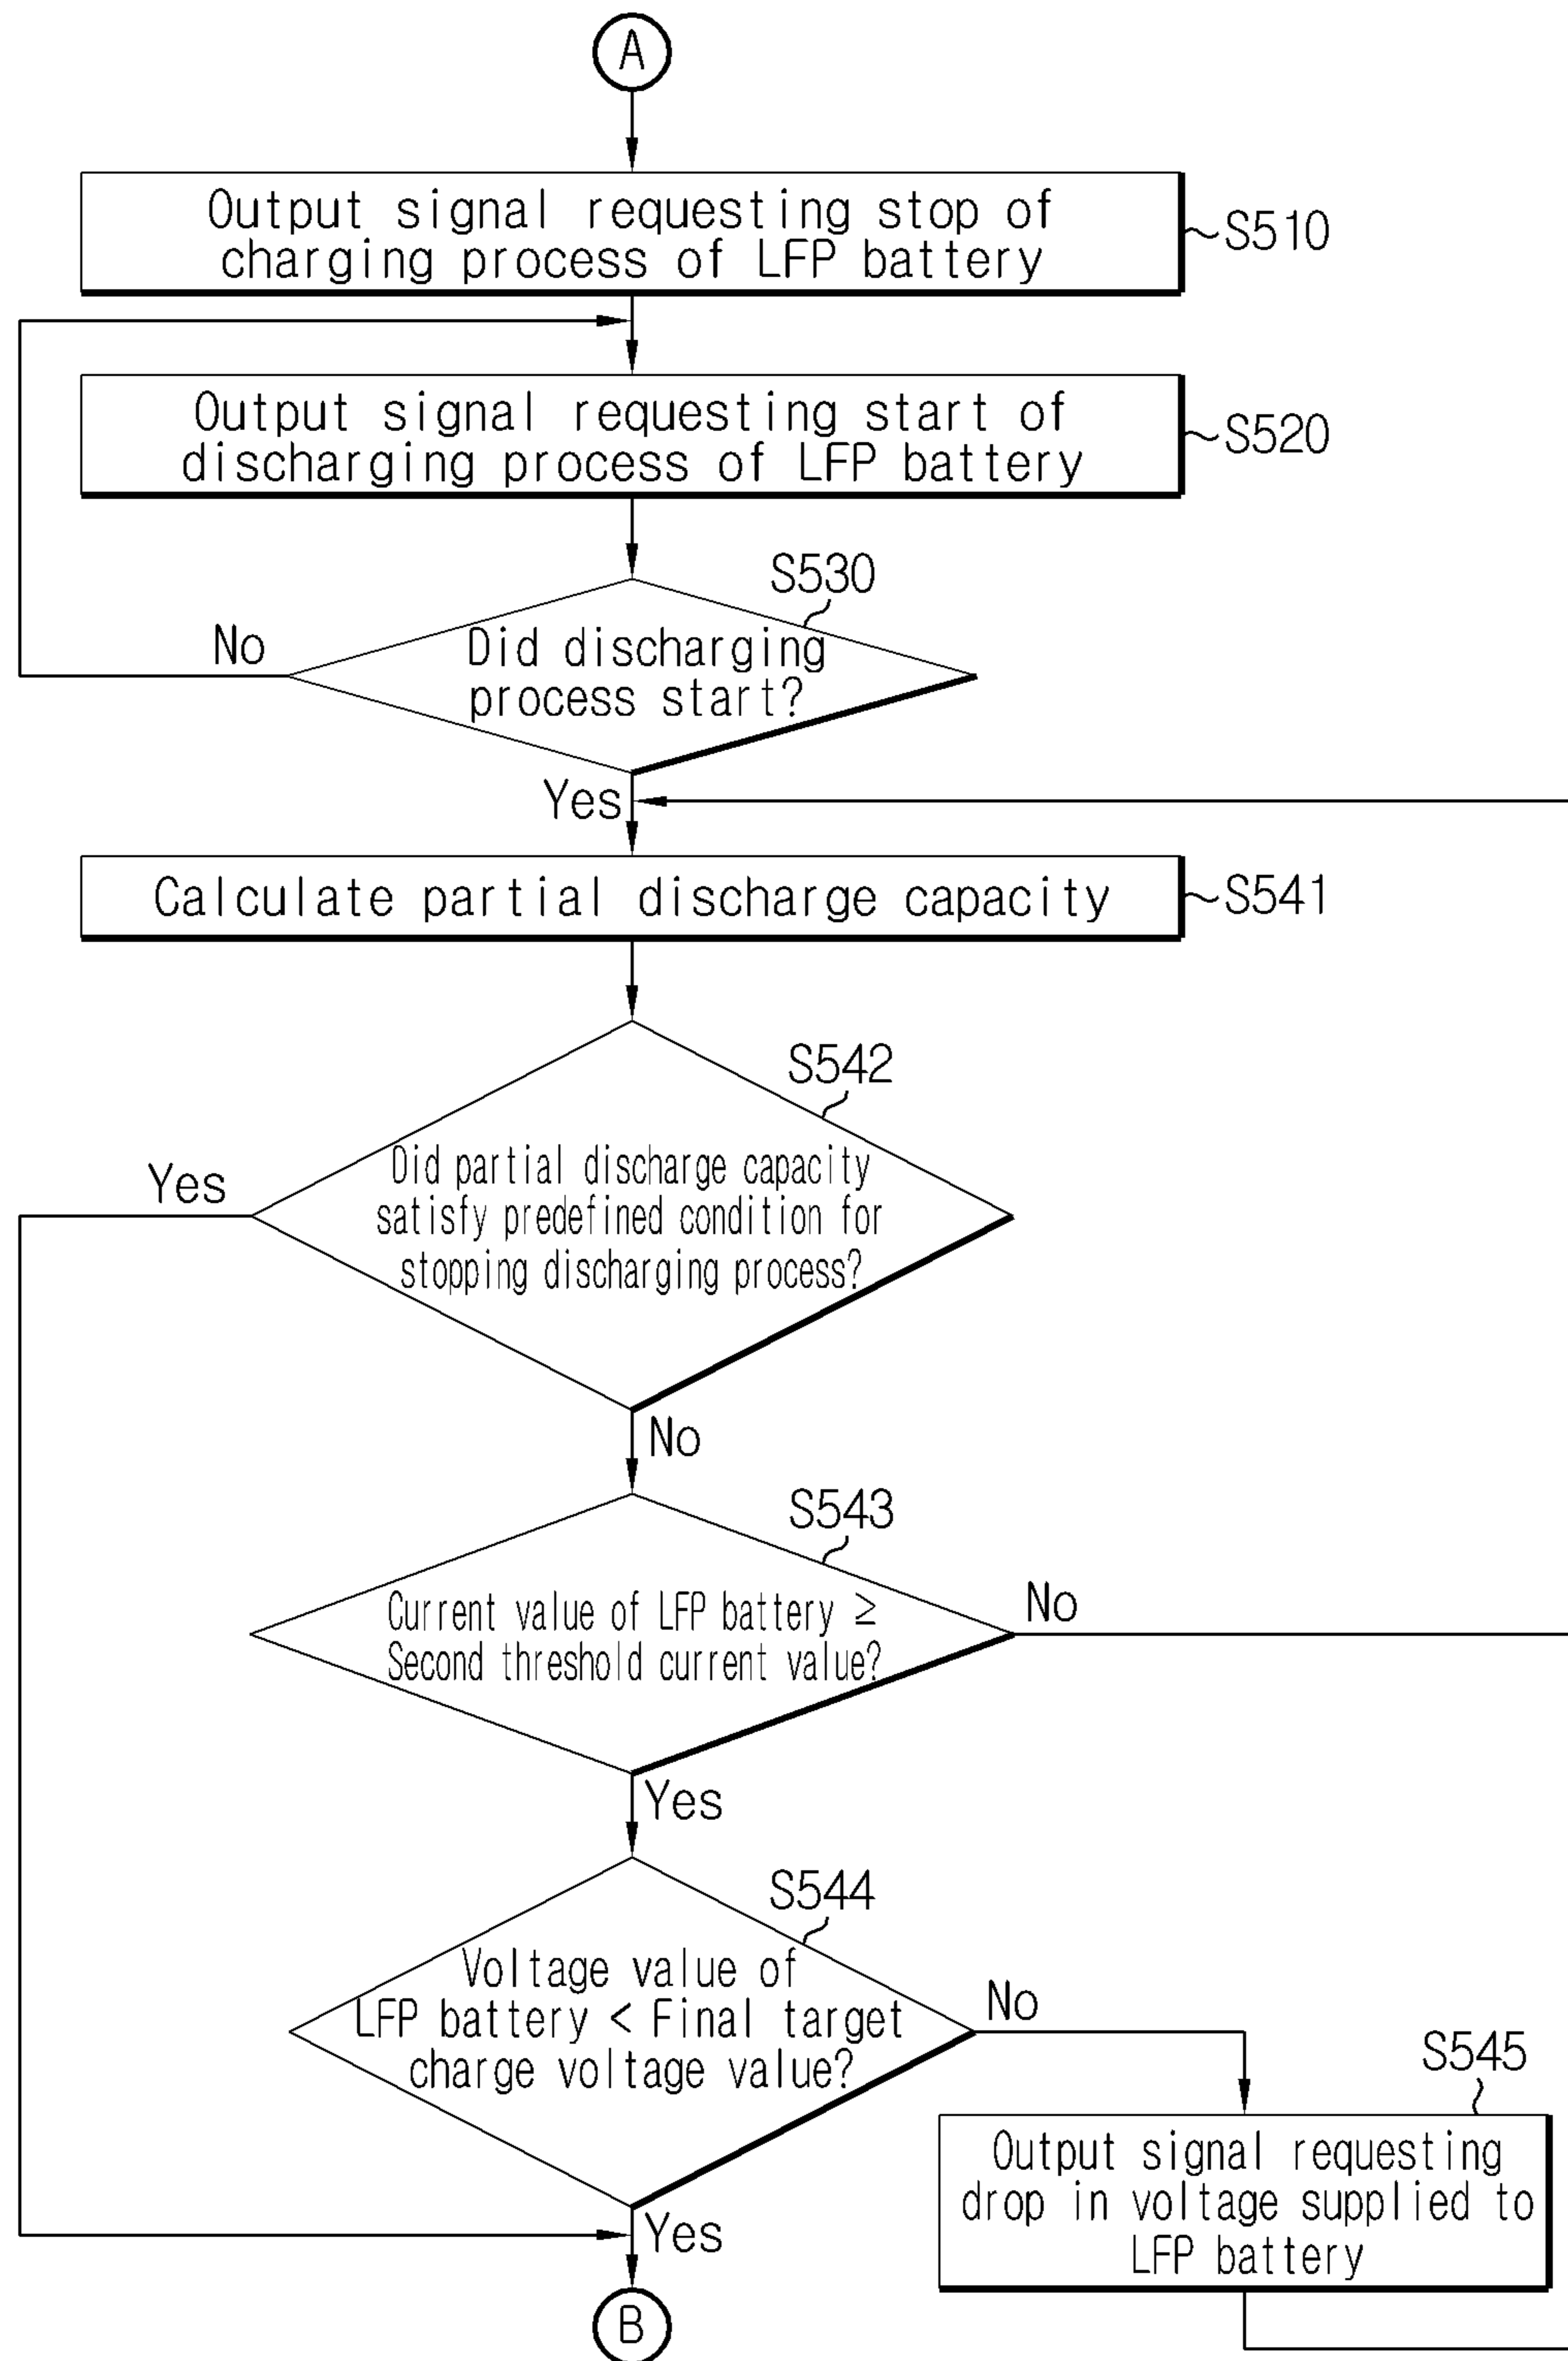 A
Output signal requesting stop of
charging process of LFP battery
S510
Output signal requesting start of
discharging process of LFP battery
S520
S530
No
Did discharging
process start?
Yes
Calculate partial discharge capacity
S541
S542
Yes
Did partial discharge capacity
satisfy predefined condition for
stopping discharging process?
No
S543
Current value of LFP battery ≥
Second threshold current value?
No
Yes
S544
Voltage value of
LFP battery < Final target
charge voltage value?
No
S545
Output signal requesting
drop in voltage supplied to
LFP battery
Yes
B